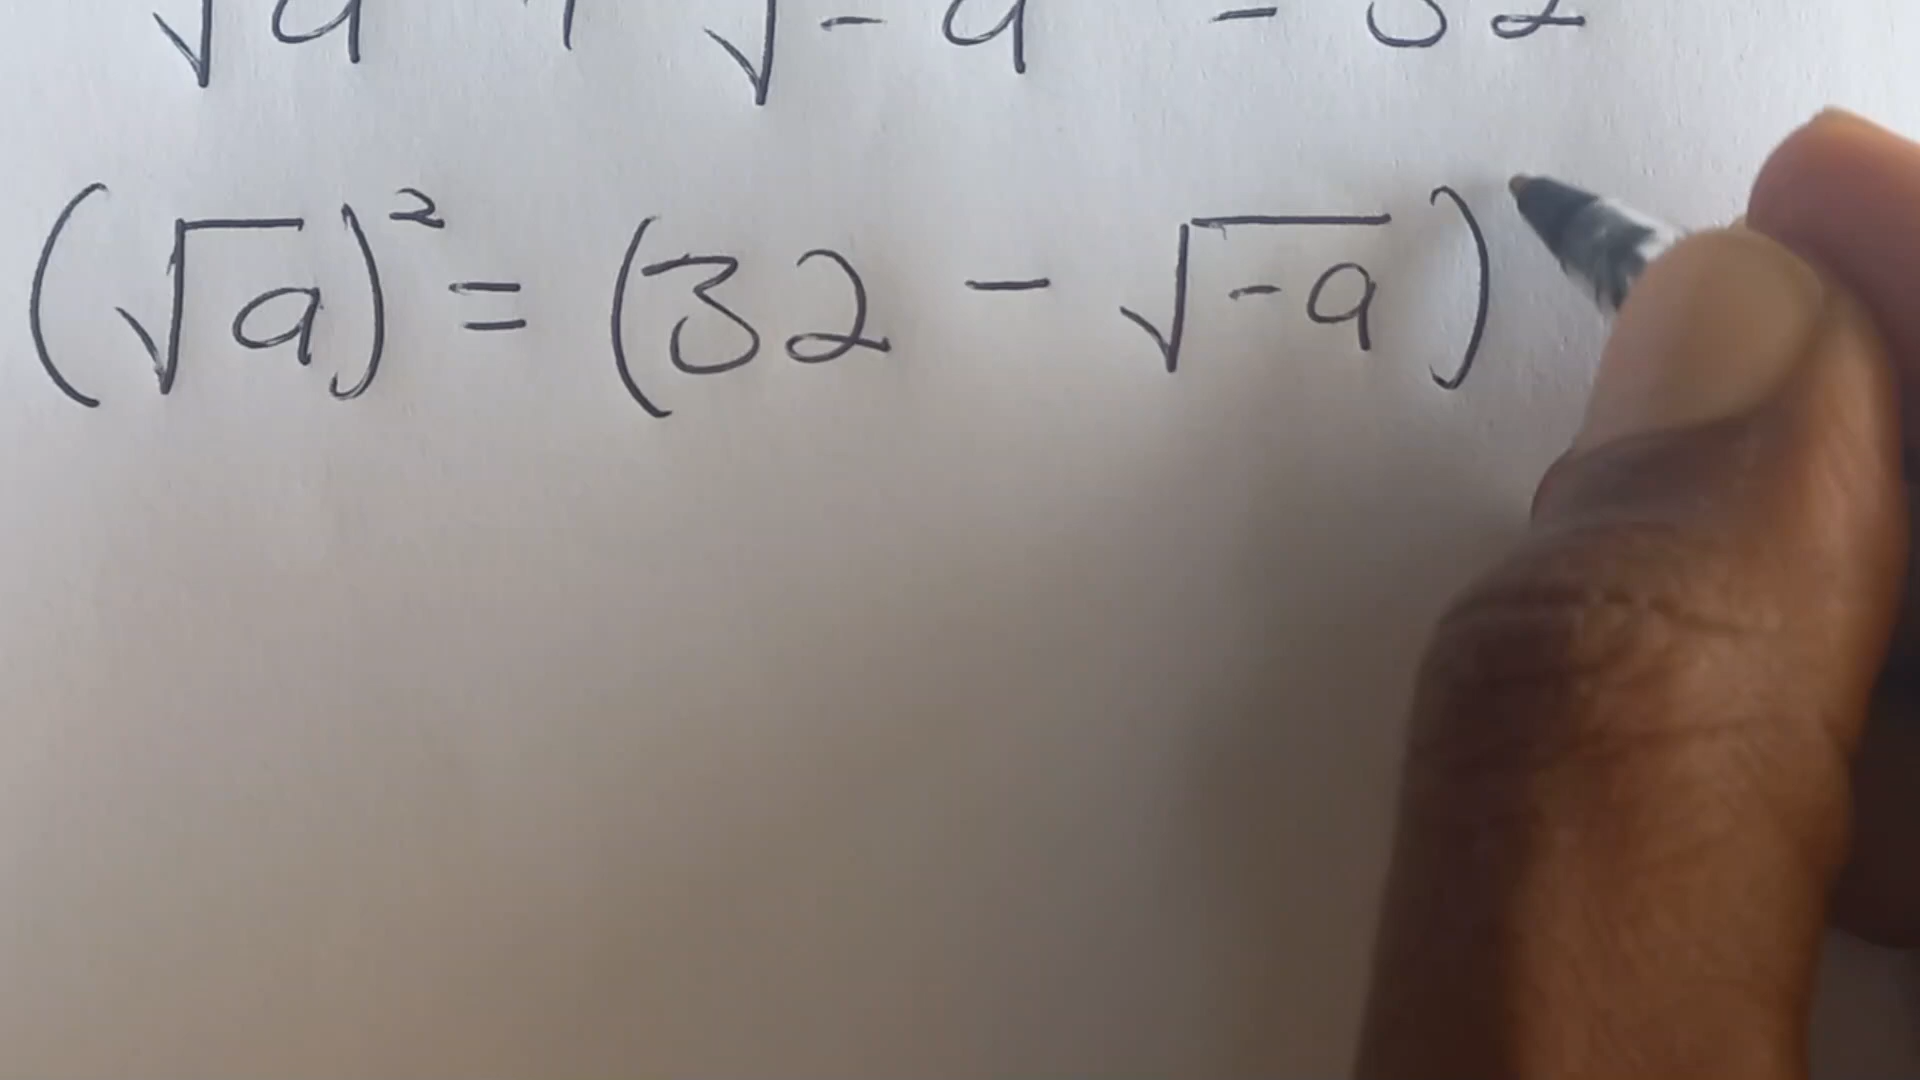 √a + √-a = 32
(√a)² = (32 - √-a)